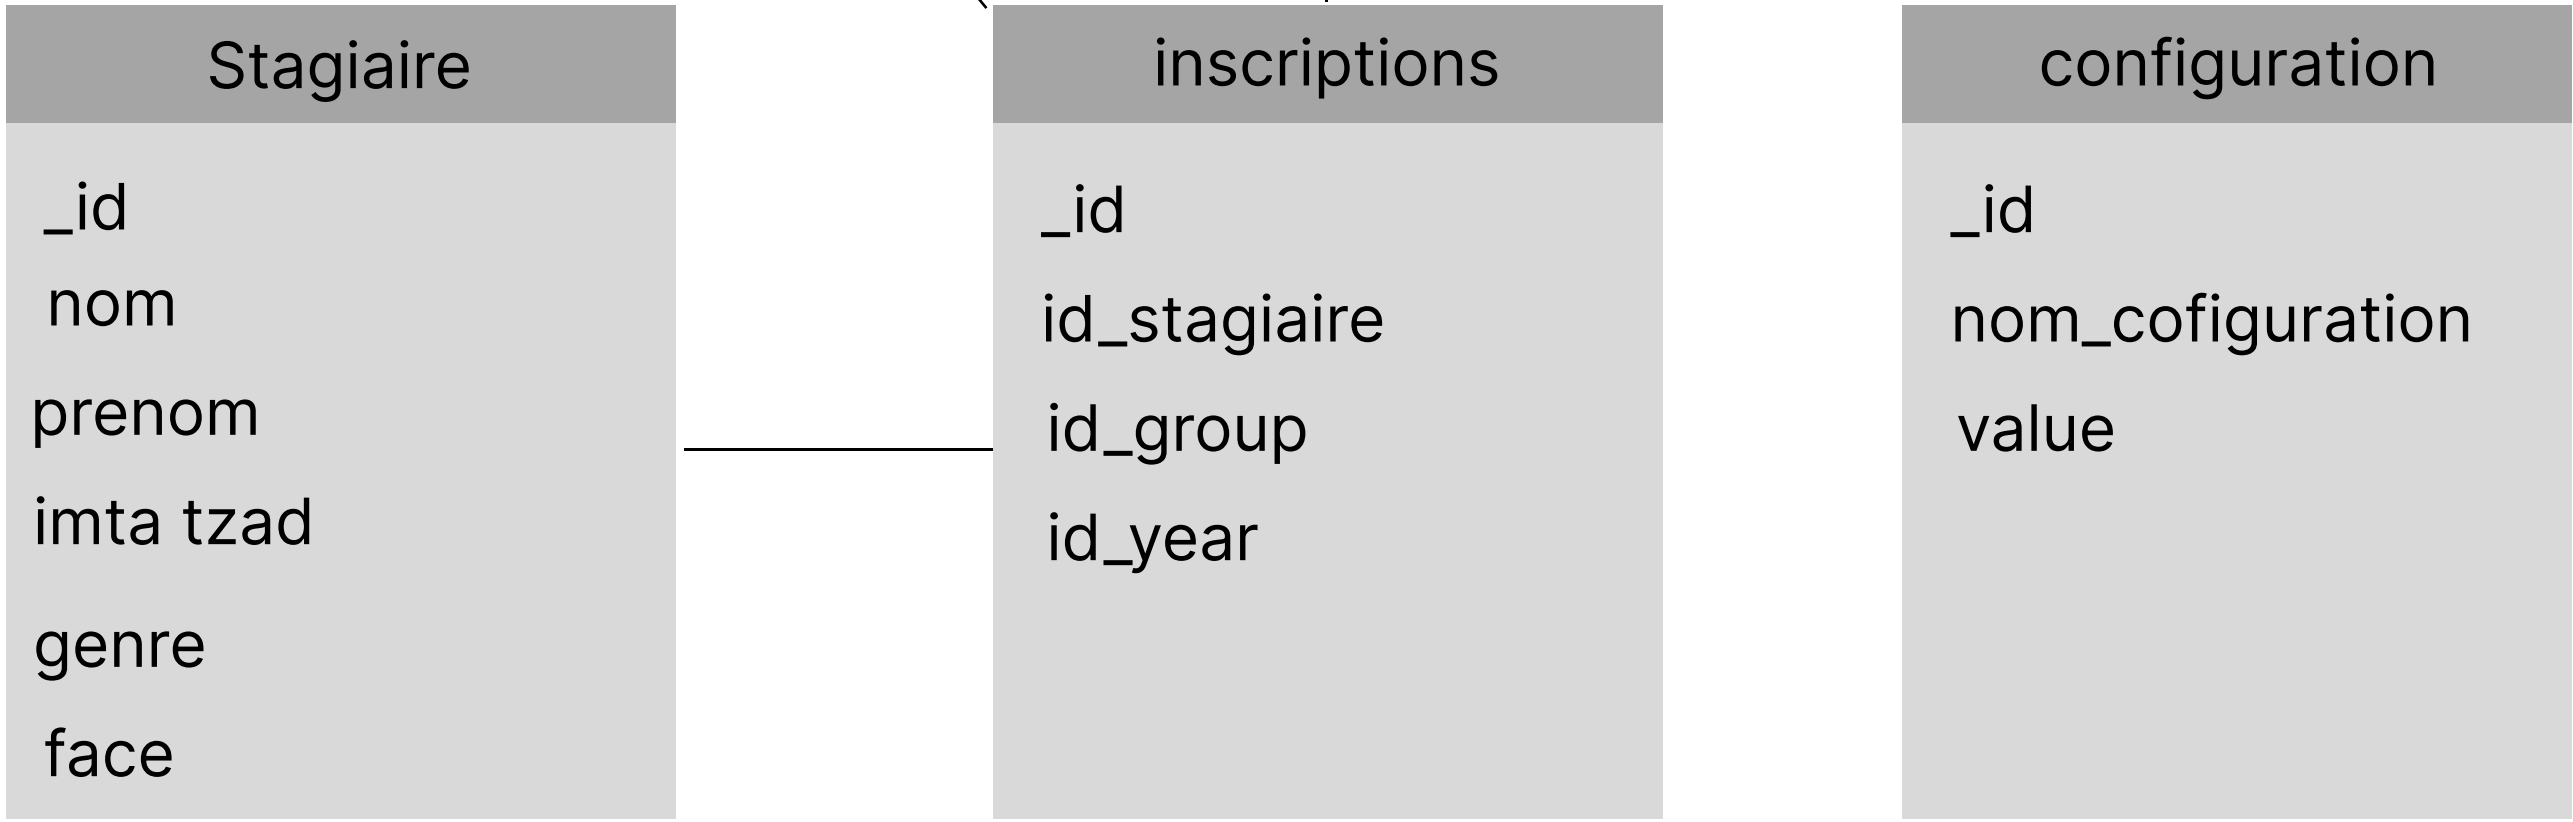 Stagiaire
_id
nom
prenom
imta tzad
genre
face
inscriptions
_id
id_stagiaire
id_group
id_year
configuration
_id
nom_cofiguration
value